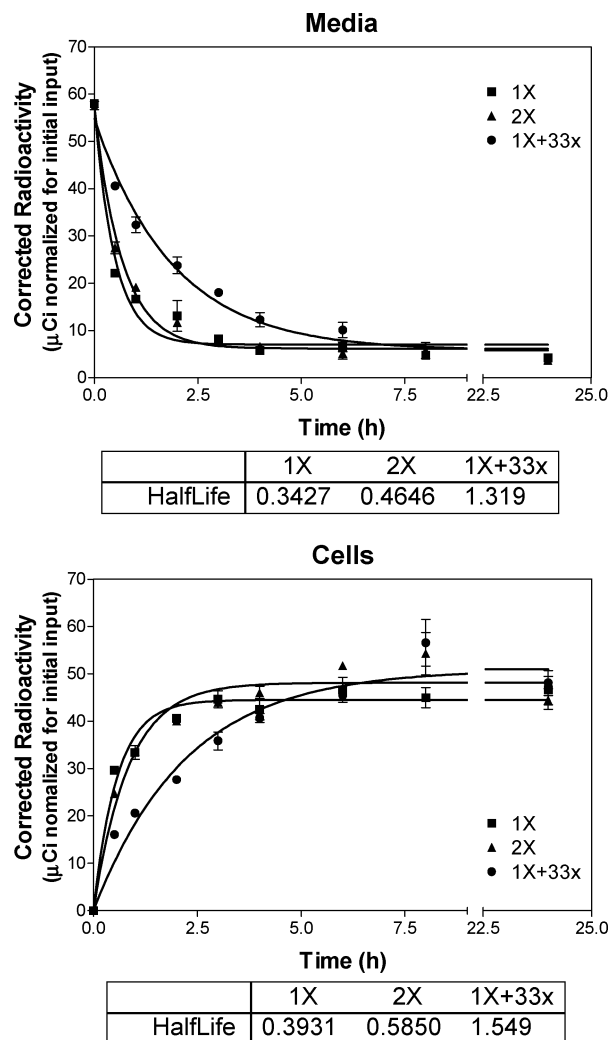 Media
Corrected Radioactivity
(μCi normalized for initial input)
70
60
50
40
30
20
10
0
1X
2X
1X+33x
0.0
2.5
5.0
7.5
22.5
25.0
Time (h)
1X 2X 1X+33x
HalfLife 0.3427 0.4646 1.319
Cells
Corrected Radioactivity
(μCi nomalized for initial input)
70
60
50
40
30
20
10
0
1X
2X
1X+33x
0.0
2.5
5.0
7.5
22.5
25.0
Time (h)
1X 2X 1X+33x
HalfLife 0.3931 0.5850 1.549